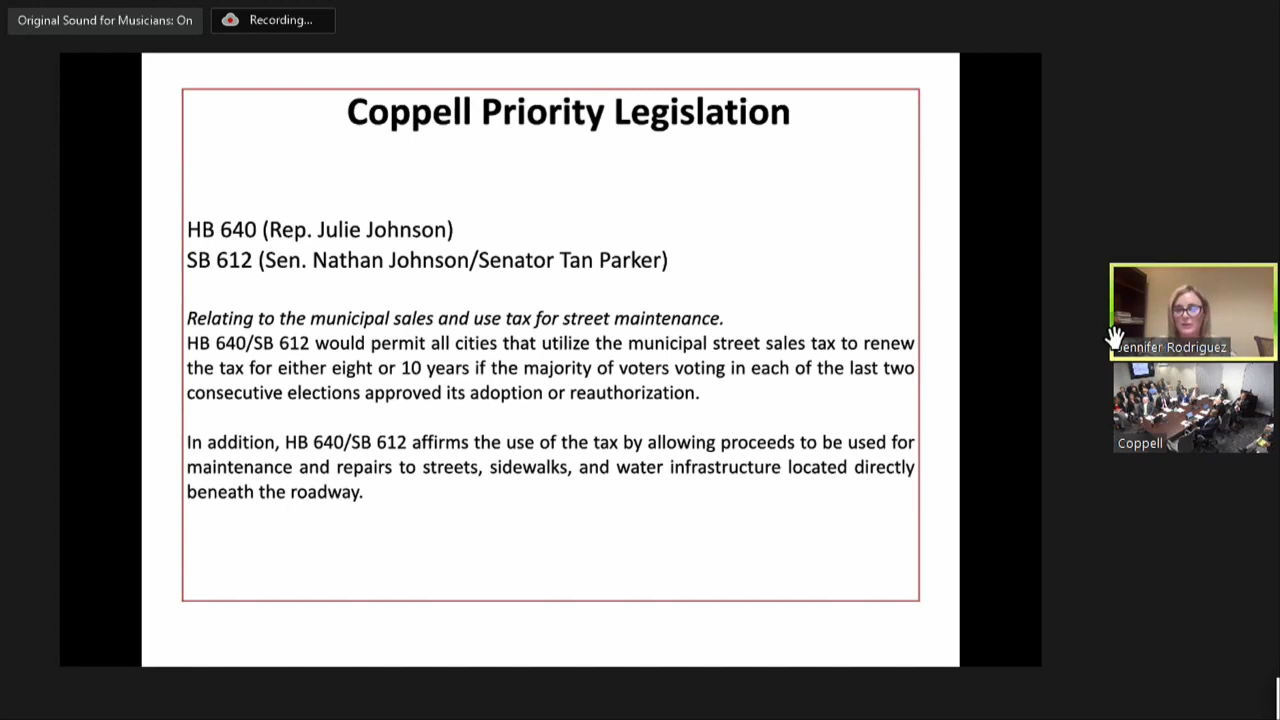 Original Sound for Musicians: On
Recording...
Coppell Priority Legislation
HB 640 (Rep. Julie Johnson)
SB 612 (Sen. Nathan Johnson/Senator Tan Parker)
Relating to the municipal sales and use tax for street maintenance.
HB 640/SB 612 would permit all cities that utilize the municipal street sales tax to renew
the tax for either eight or 10 years if the majority of voters voting in each of the last two
consecutive elections approved its adoption or reauthorization.
In addition, HB 640/SB 612 affirms the use of the tax by allowing proceeds to be used for
maintenance and repairs to streets, sidewalks, and water infrastructure located directly
beneath the roadway.
Jennifer Rodriguez
Coppell